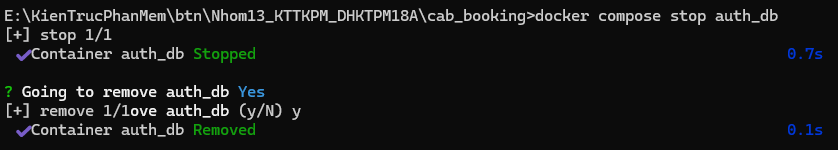 E:\KienTrucPhanMem\btn\Nhom13_KTTKPM_DHKTPM18A\cab_booking>docker compose stop auth_db
[+] stop 1/1
✔Container auth_db Stopped 0.7s
? Going to remove auth_db Yes
[+] remove 1/1ove auth_db (y/N) y
✔Container auth_db Removed 0.1s